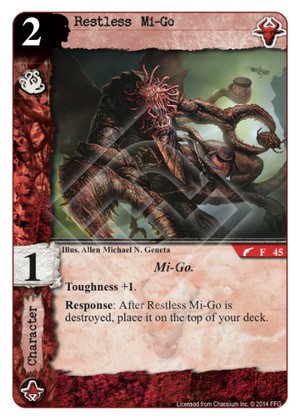 2
Restless Mi-Go
Illus. Allen Michael N. Geneta
F 45
1
Mi-Go.
Toughness +1.
Response: After Restless Mi-Go is
destroyed, place it on the top of your deck.
Character
Licensed from Chaosium Inc. © 2014 FFG